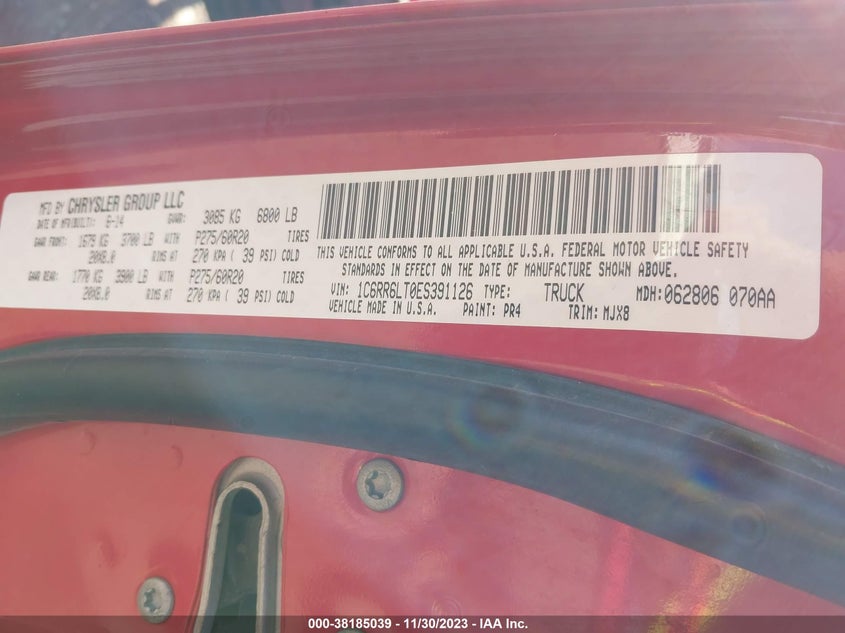 MFD BY CHRYSLER GROUP LLC
DATE OF MFD(BUILT): 6-14 GVWR: 3085 KG 6800 LB
GAWR FRONT: 1679 KG 3700 LB WITH P275/60R20 TIRES
20X8.0 RIMS AT 270 KPA ( 39 PSI) COLD
GAWR REAR: 1770 KG 3900 LB WITH P275/60R20 TIRES
20X8.0 RIMS AT 270 KPA ( 39 PSI) COLD
THIS VEHICLE CONFORMS TO ALL APPLICABLE U.S.A. FEDERAL MOTOR VEHICLE SAFETY
STANDARDS IN EFFECT ON THE DATE OF MANUFACTURE SHOWN ABOVE.
VIN: 1C6RR6LT0ES391126 TYPE: TRUCK MDH: 062806 070AA
VEHICLE MADE IN U.S.A. PAINT: PR4 TRIM: MJX8
000-38185039 - 11/30/2023 - IAA Inc.